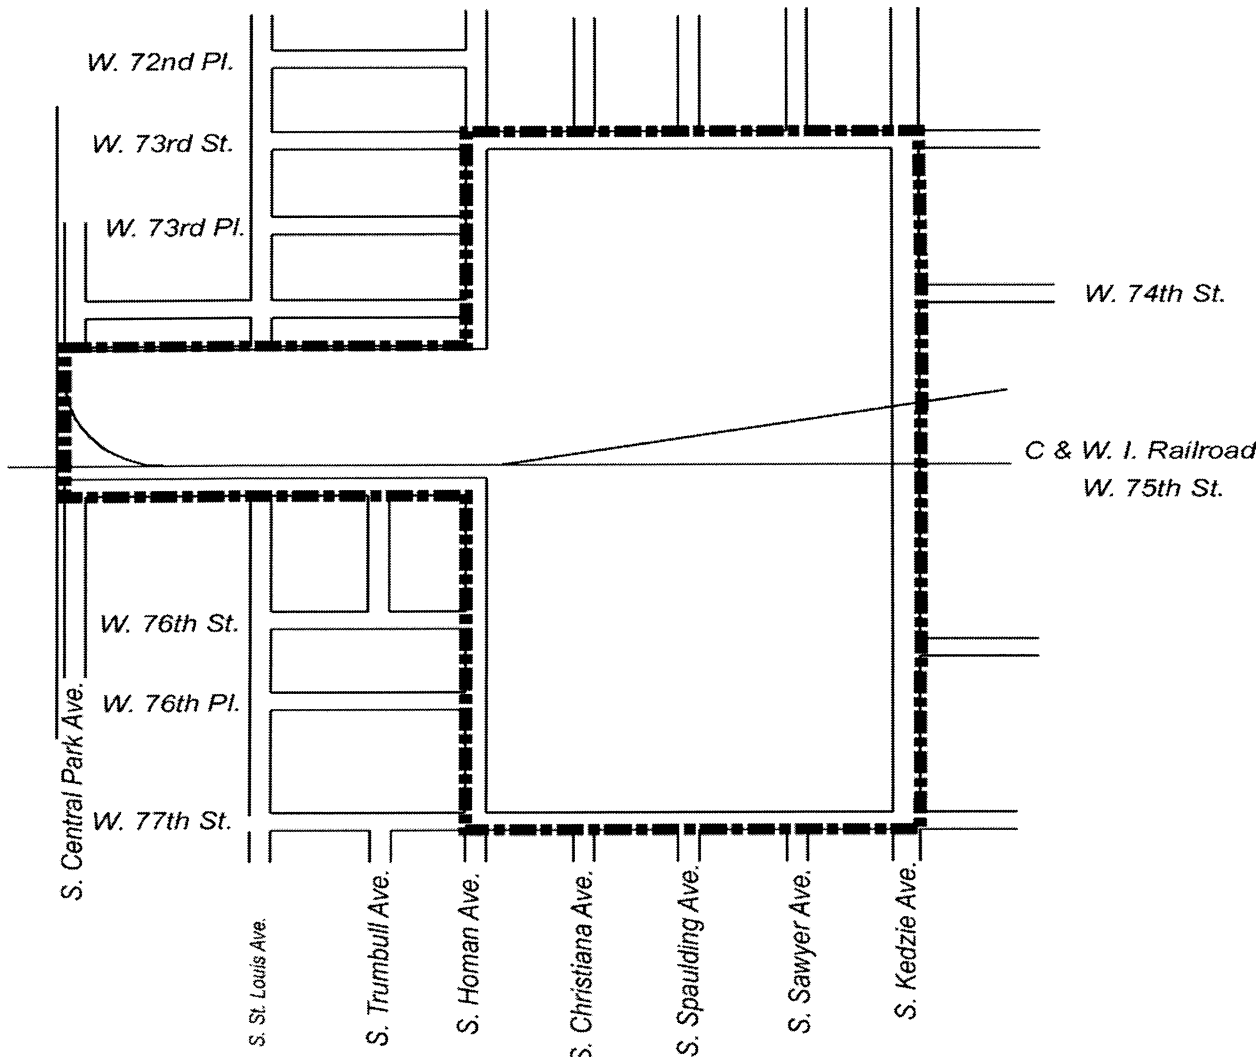 W. 72nd Pl.
W. 73rd St.
W. 73rd Pl.
W. 74th St.
C & W. I. Railroad
W. 75th St.
W. 76th St.
W. 76th Pl.
W. 77th St.
S. Central Park Ave.
S. St. Louis Ave.
S. Trumbull Ave.
S. Homan Ave.
S. Christiana Ave.
S. Spaulding Ave.
S. Sawyer Ave.
S. Kedzie Ave.